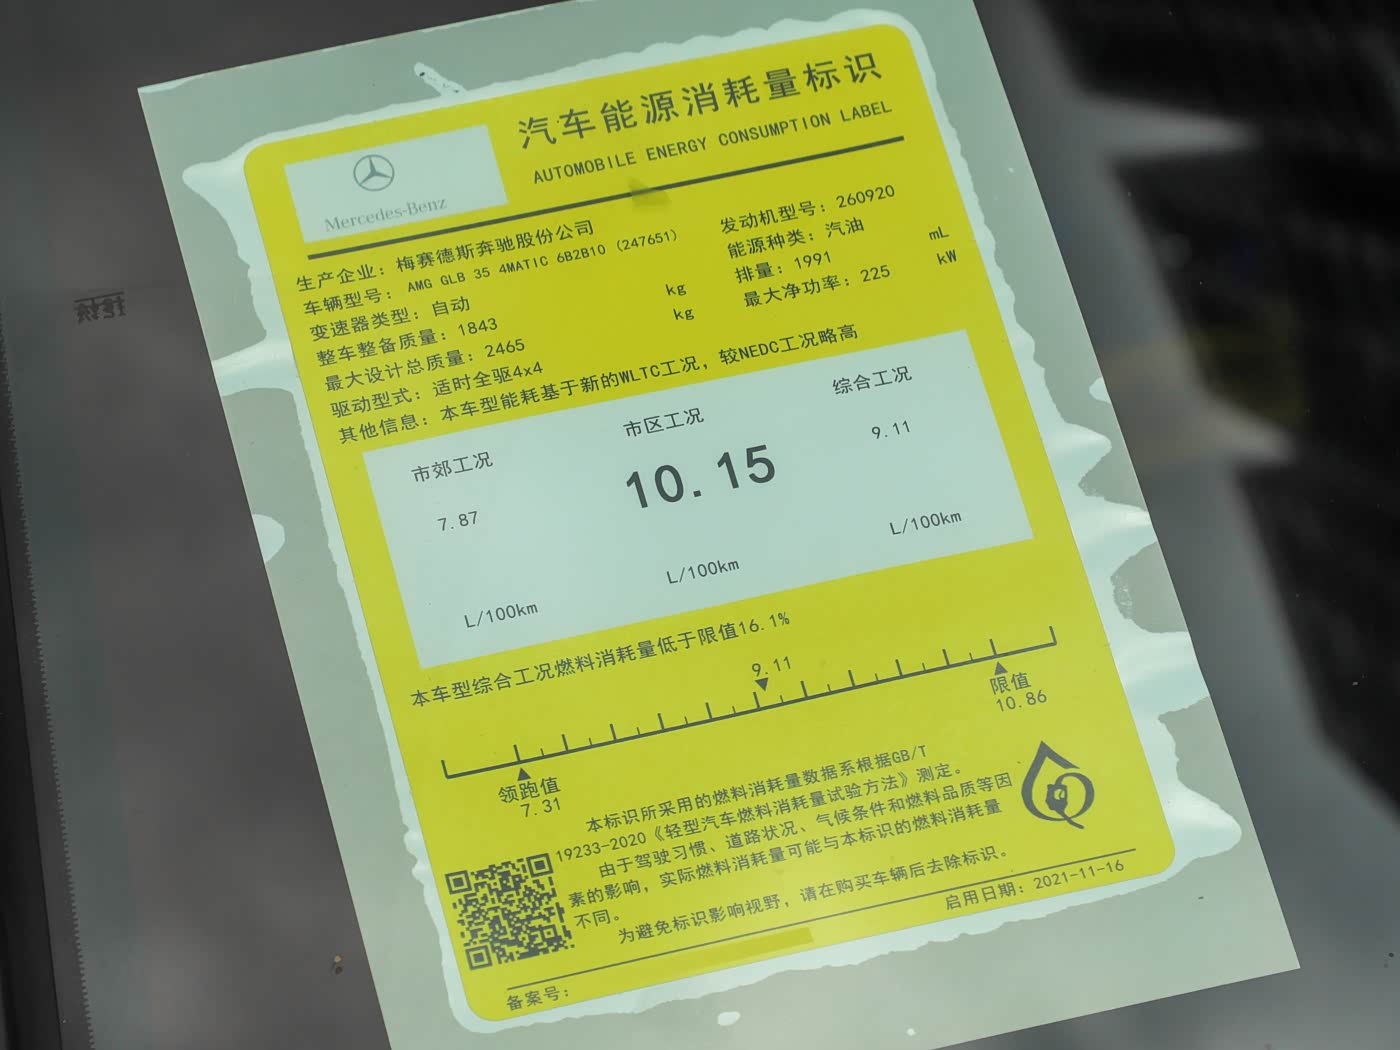 汽车能源消耗量标识
AUTOMOBILE ENERGY CONSUMPTION LABEL
Mercedes-Benz
生产企业：梅赛德斯奔驰股份公司
车辆型号：AMG GLB 35 4MATIC 6B2B10 (247651)
变速器类型：自动
整车整备质量：1843 kg
最大设计总质量：2465 kg
驱动型式：适时全驱4x4
其他信息：本车型能耗基于新的WLTC工况，较NEDC工况略高
发动机型号：260920
能源种类：汽油
排量：1991 mL
最大净功率：225 kW
市郊工况
7.87
L/100km
市区工况
10.15
L/100km
综合工况
9.11
L/100km
本车型综合工况燃料消耗量低于限值16.1%
9.11
领跑值
7.31
限值
10.86
本标识所采用的燃料消耗量数据系根据GB/T
19233-2020《轻型汽车燃料消耗量试验方法》测定。
由于驾驶习惯、道路状况、气候条件和燃料品质等因
素的影响，实际燃料消耗量可能与本标识的燃料消耗量
不同。
为避免标识影响视野，请在购买车辆后去除标识。
启用日期：2021-11-16
备案号：